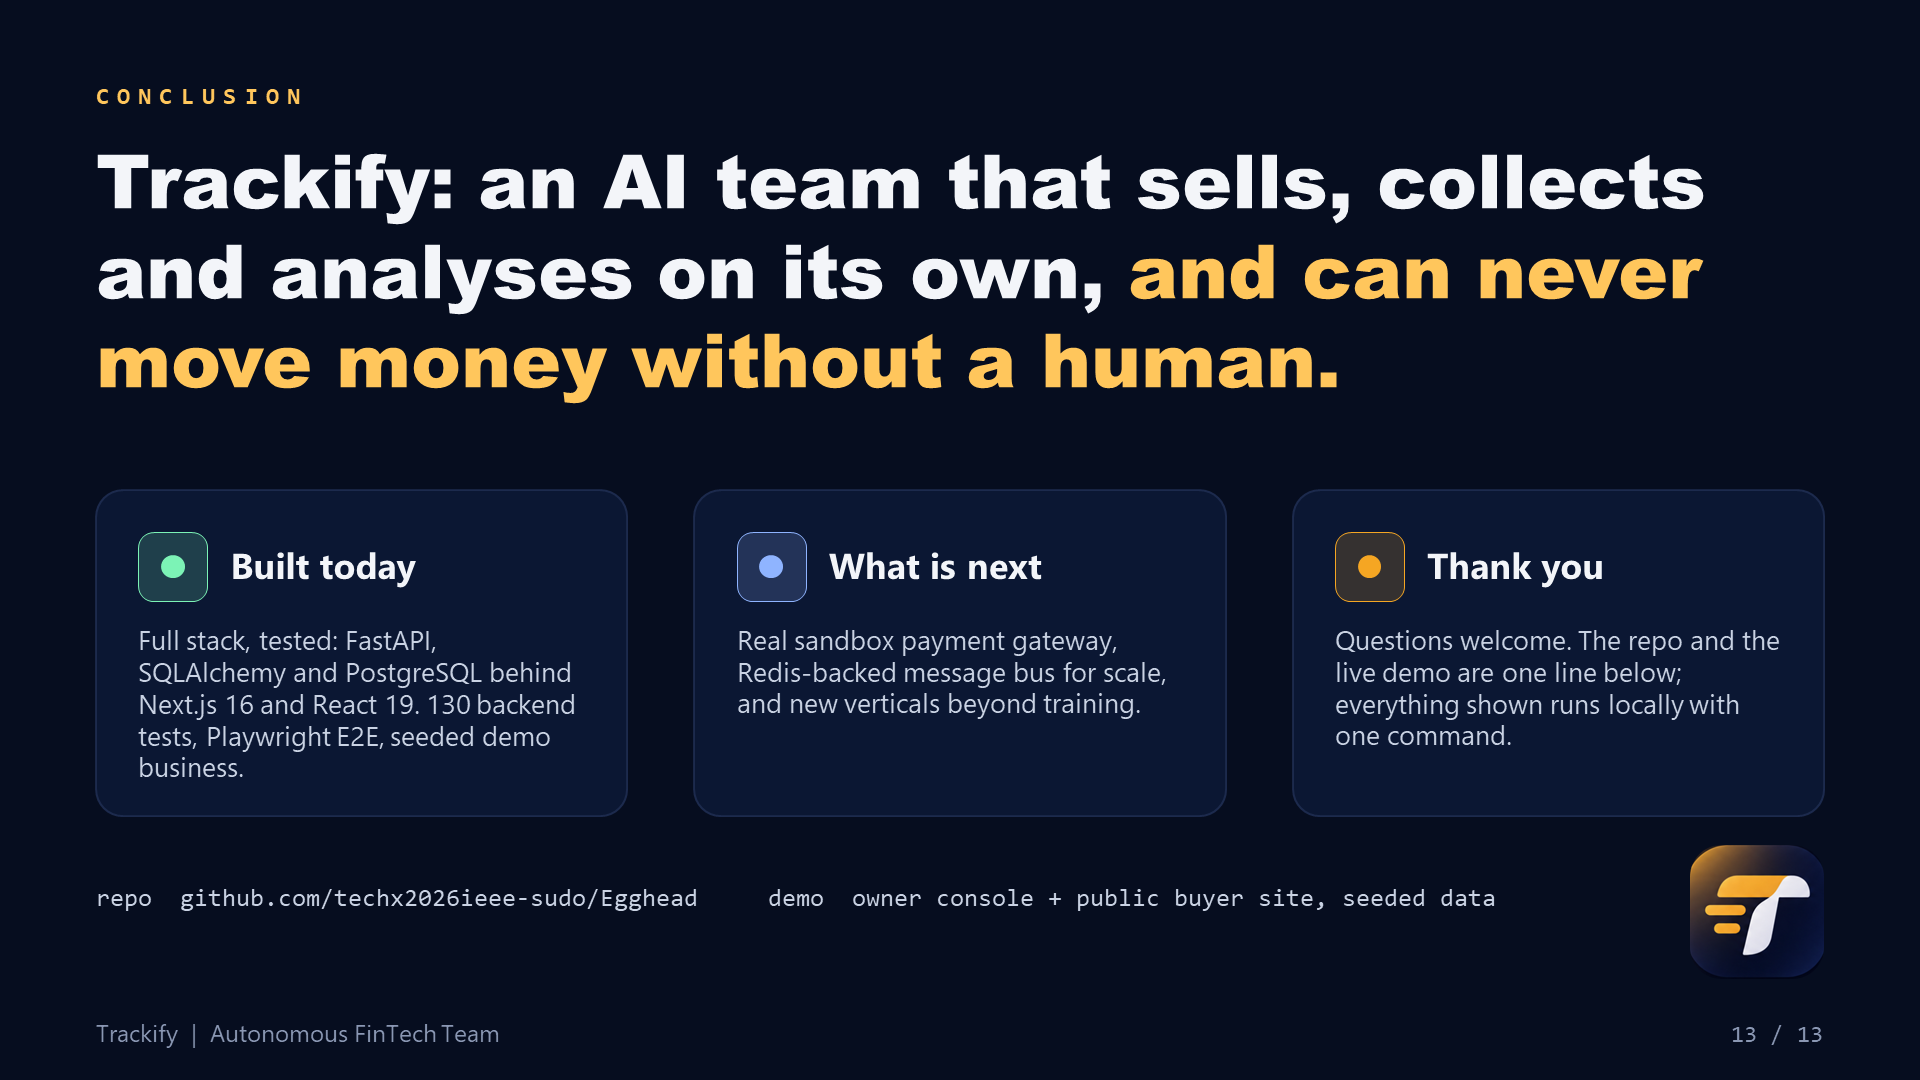 CONCLUSION
Trackify: an AI team that sells, collects
and analyses on its own, and can never
move money without a human.
Built today
Full stack, tested: FastAPI,
SQLAlchemy and PostgreSQL behind
Next.js 16 and React 19. 130 backend
tests, Playwright E2E, seeded demo
business.
What is next
Real sandbox payment gateway,
Redis-backed message bus for scale,
and new verticals beyond training.
Thank you
Questions welcome. The repo and the
live demo are one line below;
everything shown runs locally with
one command.
repo github.com/techx2026ieee-sudo/Egghead demo owner console + public buyer site, seeded data
Trackify | Autonomous FinTech Team
13 / 13